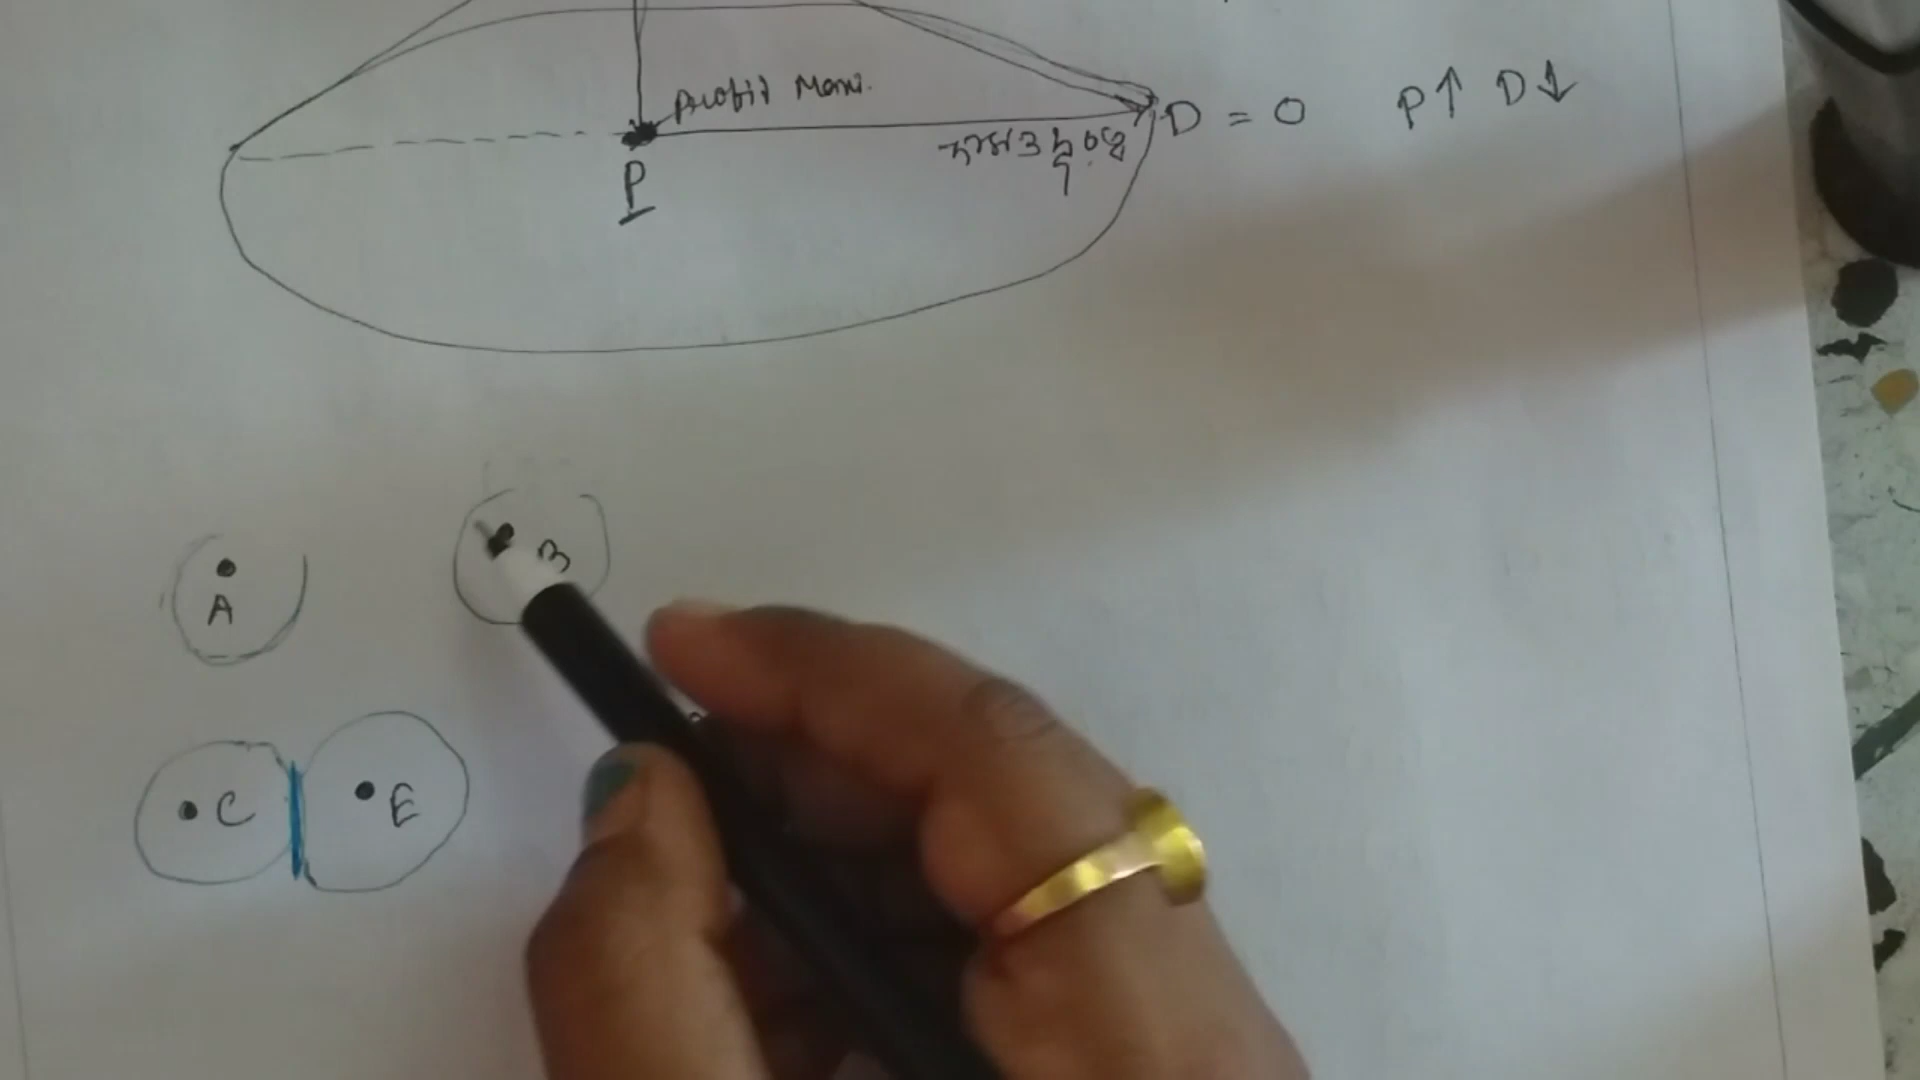 Profit Maxi.
D = 0 P↑ D↓
P
A
B
C
E